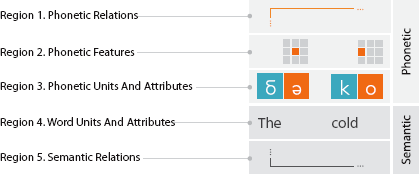 Region 1. Phonetic Relations
...
Region 2. Phonetic Features
Region 3. Phonetic Units And Attributes
ð ə k o
Region 4. Word Units And Attributes
The cold
Region 5. Semantic Relations
...
Phonetic
Semantic